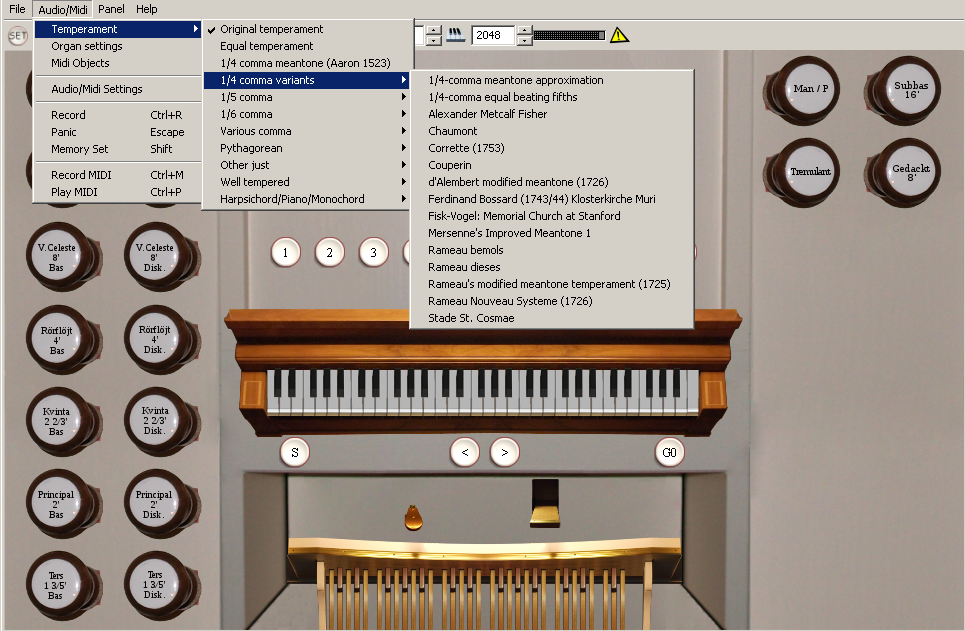 File Audio/Midi Panel Help
SET
2048
Temperament
Organ settings
Midi Objects
Audio/Midi Settings
Record Ctrl+R
Panic Escape
Memory Set Shift
Record MIDI Ctrl+M
Play MIDI Ctrl+P
Original temperament
Equal temperament
1/4 comma meantone (Aaron 1523)
1/4 comma variants
1/5 comma
1/6 comma
Various comma
Pythagorean
Other just
Well tempered
Harpsichord/Piano/Monochord
1/4-comma meantone approximation
1/4-comma equal beating fifths
Alexander Metcalf Fisher
Chaumont
Corrette (1753)
Couperin
d'Alembert modified meantone (1726)
Ferdinand Bossard (1743/44) Klosterkirche Muri
Fisk-Vogel: Memorial Church at Stanford
Mersenne's Improved Meantone 1
Rameau bemols
Rameau dieses
Rameau's modified meantone temperament (1725)
Rameau Nouveau Systeme (1726)
Stade St. Cosmae
Man / P
Subbas
16'
Tremulant
Gedackt
8'
V.Celeste
8'
Bas
V.Celeste
8'
Disk.
1 2 3
Rörflöjt
4'
Bas
Rörflöjt
4'
Disk.
Kvinta
2 2/3'
Bas
Kvinta
2 2/3'
Disk.
S < > G0
Principal
2'
Bas
Principal
2'
Disk.
Ters
1 3/5'
Bas
Ters
1 3/5'
Disk.